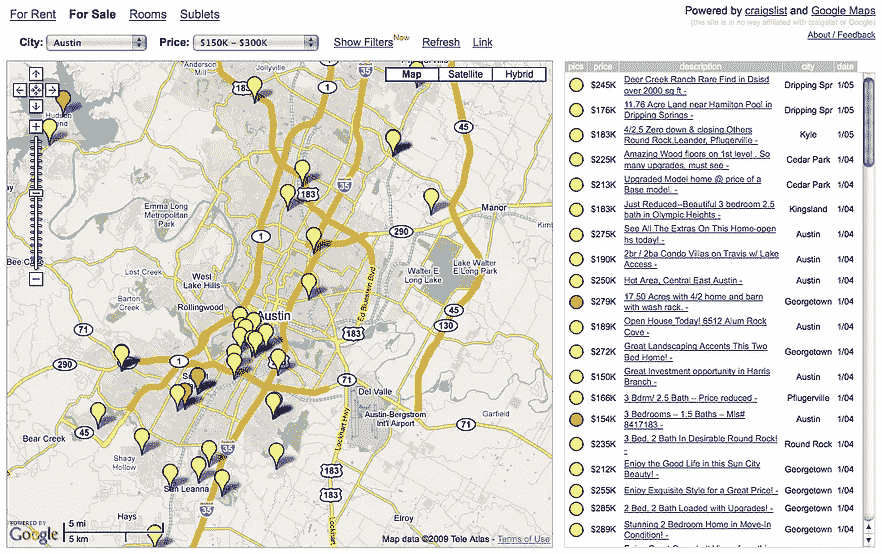 For Rent For Sale Rooms Sublets
Powered by craigslist and Google Maps
(this site is in no way affiliated with craigslist or Google)
About / Feedback
City: Austin Price: $150K – $300K Show Filters New Refresh Link
Map Satellite Hybrid
Anderson
Mill
Jollyville
183
1
35
45
Hudson
Bend
183
35
Manor
Emma Long
Metropolitan
Park
1
290
Bee
Lost Creek
West
Lake Hills
Walter E
Long Lake
Lake Walter
E Long Park
Barton
Creek
Rollingwood
Ed Bluestein Blvd
Austin
45
130
71
183
290
1
71
Del Valle
Austin-Bergstrom
Int'l Airport
Garfield
71
Bear Creek
45
Lockhart Hwy
Shady
Hollow
35
San Leanna
183
183
Hays
Elroy
POWERED BY
Google
5 mi
5 km
Map data ©2009 Tele Atlas - Terms of Use
pics price description city date
$245K Deer Creek Ranch Rare Find in Dsisd Dripping Spr 1/05
over 2000 sq ft -
$176K 11.76 Acre Land near Hamilton Pool in Dripping Spr 1/05
Dripping Springs -
$183K 4/2.5 Zero down & closing.Others Kyle 1/05
Round Rock,Leander, Pflugerville -
$225K Amazing Wood floors on 1st level . So Cedar Park 1/04
many upgrades, must see -
$213K Upgraded Model home @ price of a Cedar Park 1/04
Base model!. -
$183K Just Reduced--Beautiful 3 bedroom 2.5 Kingsland 1/04
bath in Olympic Heights -
$275K See All The Extras On This Home-open Austin 1/04
hs today! -
$190K 2br / 2ba Condo Villas on Travis w/ Lake Austin 1/04
Access -
$250K Hot Area, Central East Austin - Austin 1/04
$279K 17.50 Acres with 4/2 home and barn Georgetown 1/04
with wash rack. -
$169K Open House Today! 6512 Alum Rock Austin 1/04
Cove -
$272K Great Landscaping Accents This Two Georgetown 1/04
Bed Home! -
$150K Great Investment opportunity in Harris Austin 1/04
Branch -
$166K 3 Bdrm/ 2.5 Bath -- Price reduced - Pflugerville 1/04
$154K 3 Bedrooms – 1.5 Baths – Mls# Austin 1/04
8417183 -
$235K 3 Bed, 2 Bath In Desirable Round Rock! Round Rock 1/04
-
$212K Enjoy the Good Life in this Sun City Georgetown 1/04
Beauty! -
$255K Enjoy Exquisite Style for a Great Price! - Georgetown 1/04
$285K 2 Bed, 2 Bath Loaded with Upgrades! - Georgetown 1/04
$289K Stunning 2 Bedroom Home in Move-In Georgetown 1/04
Condition! -